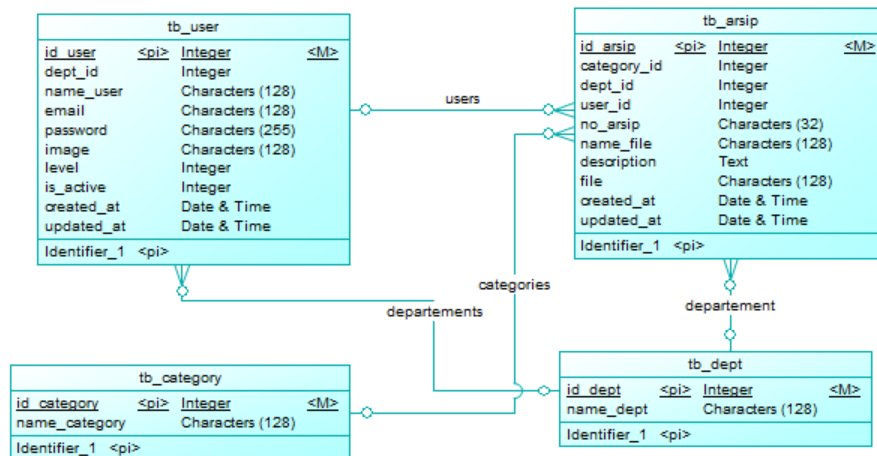 tb_user
id_user <pi> Integer <M>
dept_id Integer
name_user Characters (128)
email Characters (128)
password Characters (255)
image Characters (128)
level Integer
is_active Integer
created_at Date & Time
updated_at Date & Time
Identifier_1 <pi>
users
tb_arsip
id_arsip <pi> Integer <M>
category_id Integer
dept_id Integer
user_id Integer
no_arsip Characters (32)
name_file Characters (128)
description Text
file Characters (128)
created_at Date & Time
updated_at Date & Time
Identifier_1 <pi>
categories
departements
departement
tb_category
id_category <pi> Integer <M>
name_category Characters (128)
Identifier_1 <pi>
tb_dept
id_dept <pi> Integer <M>
name_dept Characters (128)
Identifier_1 <pi>